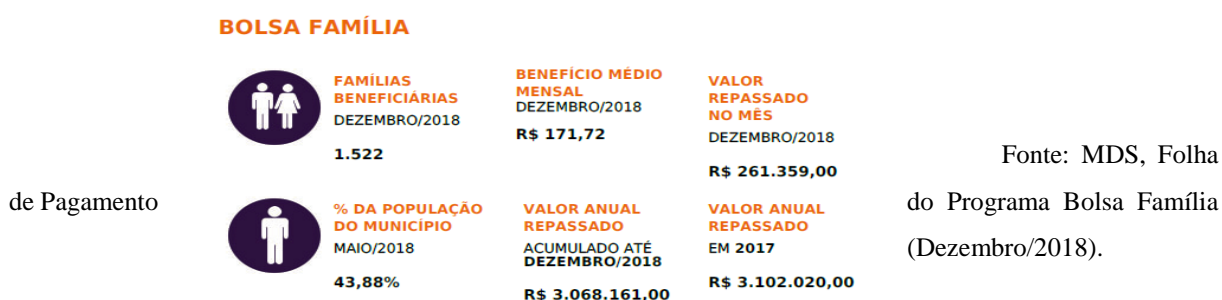 BOLSA FAMÍLIA
FAMÍLIAS
BENEFICIÁRIAS
DEZEMBRO/2018
1.522
BENEFÍCIO MÉDIO
MENSAL
DEZEMBRO/2018
R$ 171,72
VALOR
REPASSADO
NO MÊS
DEZEMBRO/2018
R$ 261.359,00
% DA POPULAÇÃO
DO MUNICÍPIO
MAIO/2018
43,88%
VALOR ANUAL
REPASSADO
ACUMULADO ATÉ
DEZEMBRO/2018
R$ 3.068.161,00
VALOR ANUAL
REPASSADO
EM 2017
R$ 3.102.020,00
Fonte: MDS, Folha
de Pagamento do Programa Bolsa Família
(Dezembro/2018).